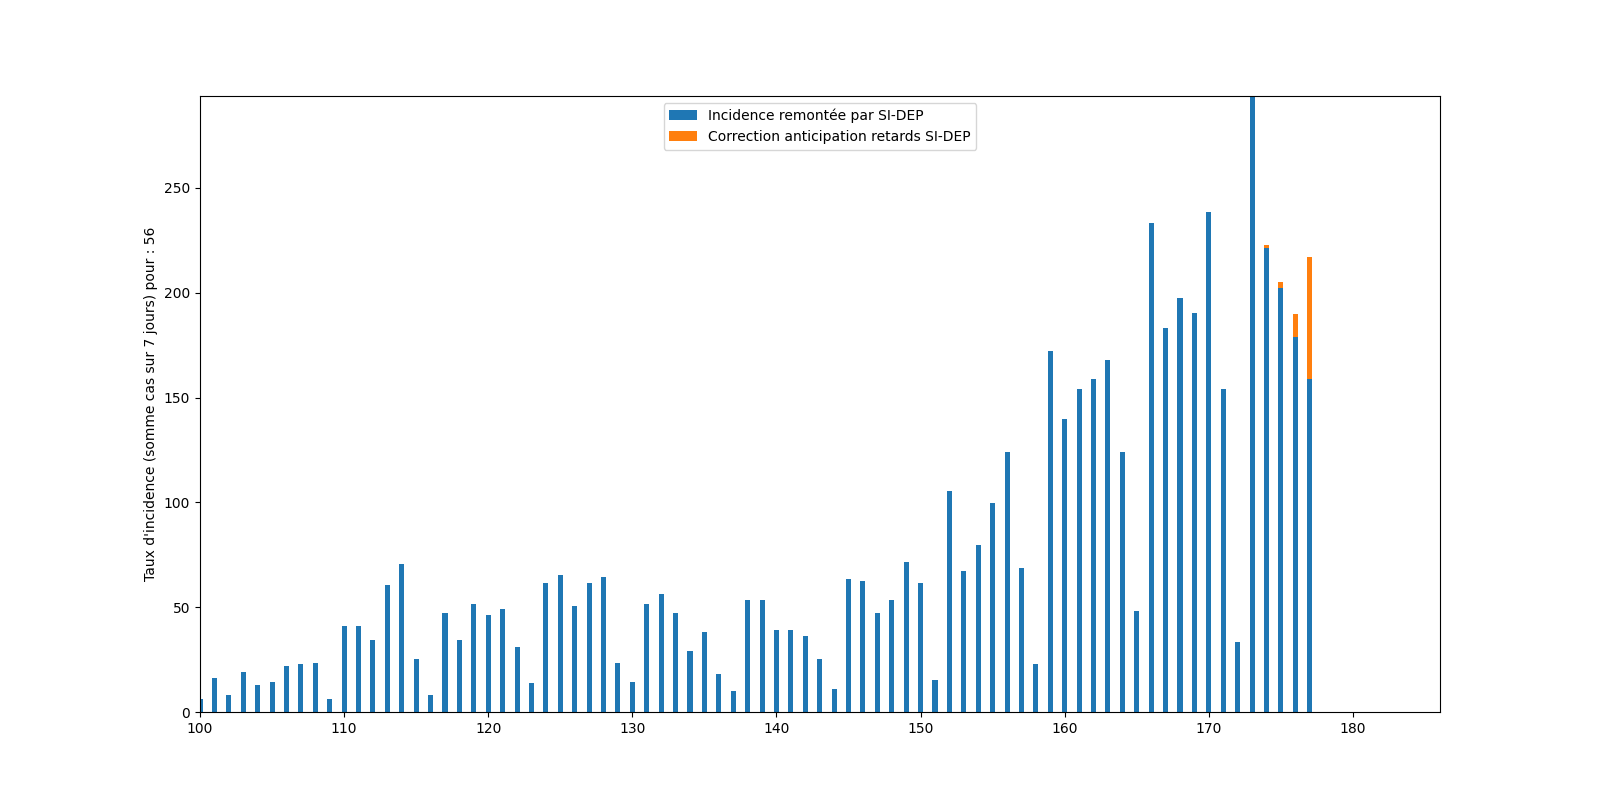 Incidence remontée par SI-DEP
Correction anticipation retards SI-DEP
Taux d'incidence (somme cas sur 7 jours) pour : 56
250
200
150
100
50
0
100 110 120 130 140 150 160 170 180